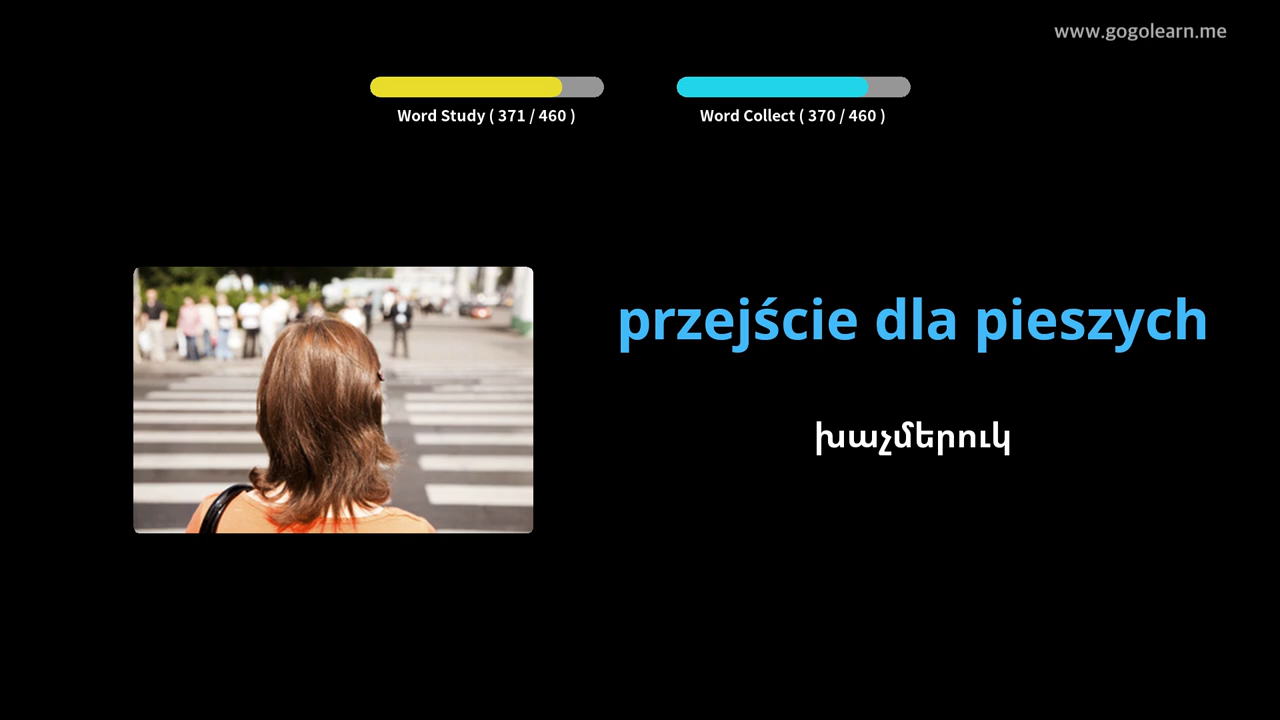 www.gogolearn.me
Word Study ( 371 / 460 )
Word Collect ( 370 / 460 )
przejście dla pieszych
խաչմերուկ